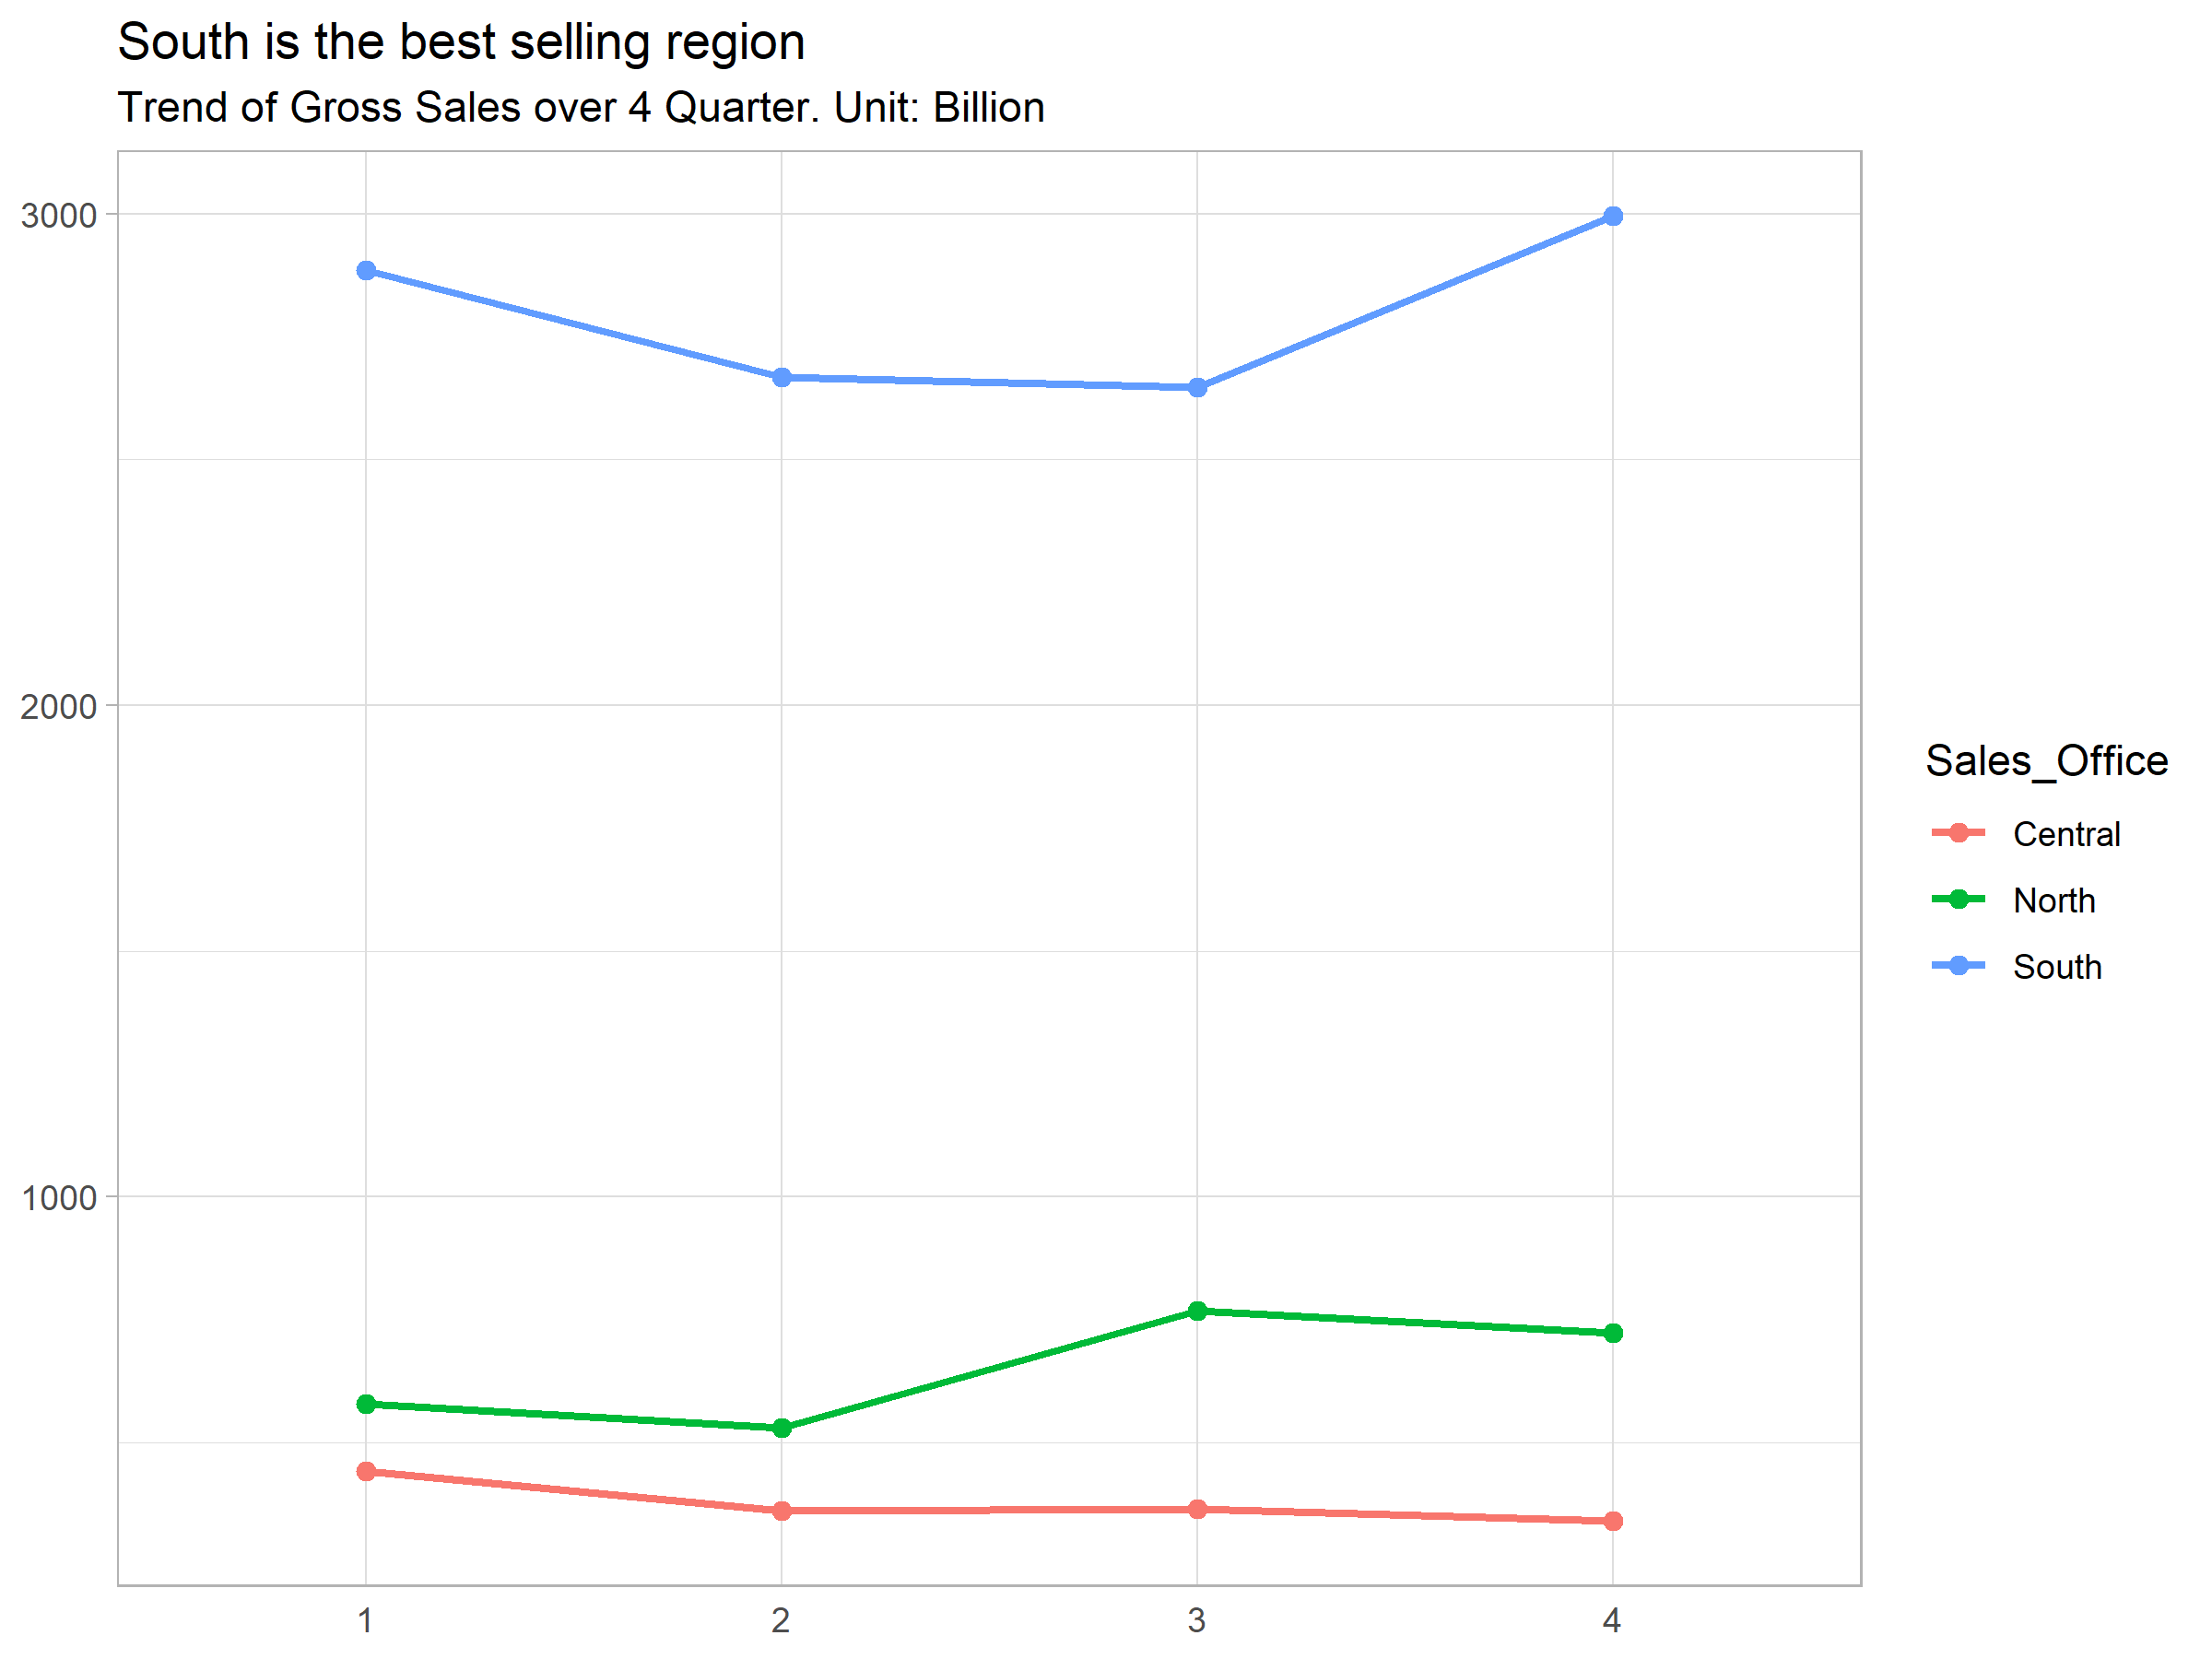 South is the best selling region
Trend of Gross Sales over 4 Quarter. Unit: Billion
3000
2000
1000
1 2 3 4
Sales_Office
Central
North
South